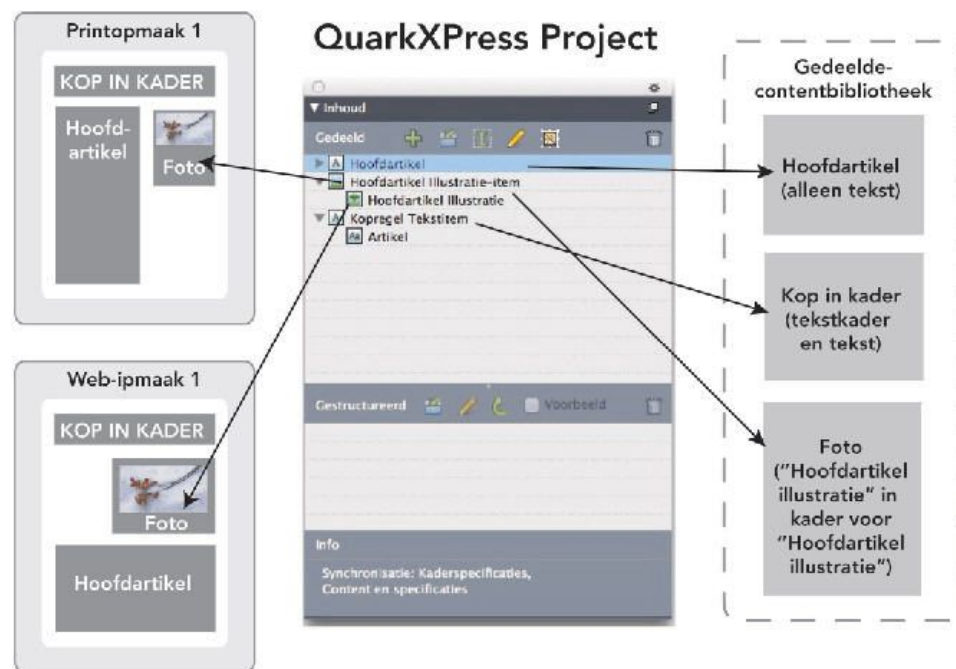 Printopmaak 1
KOP IN KADER
Hoofd-
artikel
Foto
Web-ipmaak 1
KOP IN KADER
Foto
Hoofdartikel
QuarkXPress Project
Inhoud
Gedeeld
Hoofdartikel
Hoofdartikel Illustratie-item
Hoofdartikel Illustratie
Kopregel Tekstitem
Artikel
Gestructureerd
Voorbeeld
Info
Synchronisatie: Kaderspecificaties,
Content en specificaties
Gedeelde-
contentbibliotheek
Hoofdartikel
(alleen tekst)
Kop in kader
(tekstkader
en tekst)
Foto
("Hoofdartikel
illustratie" in
kader voor
"Hoofdartikel
illustratie")